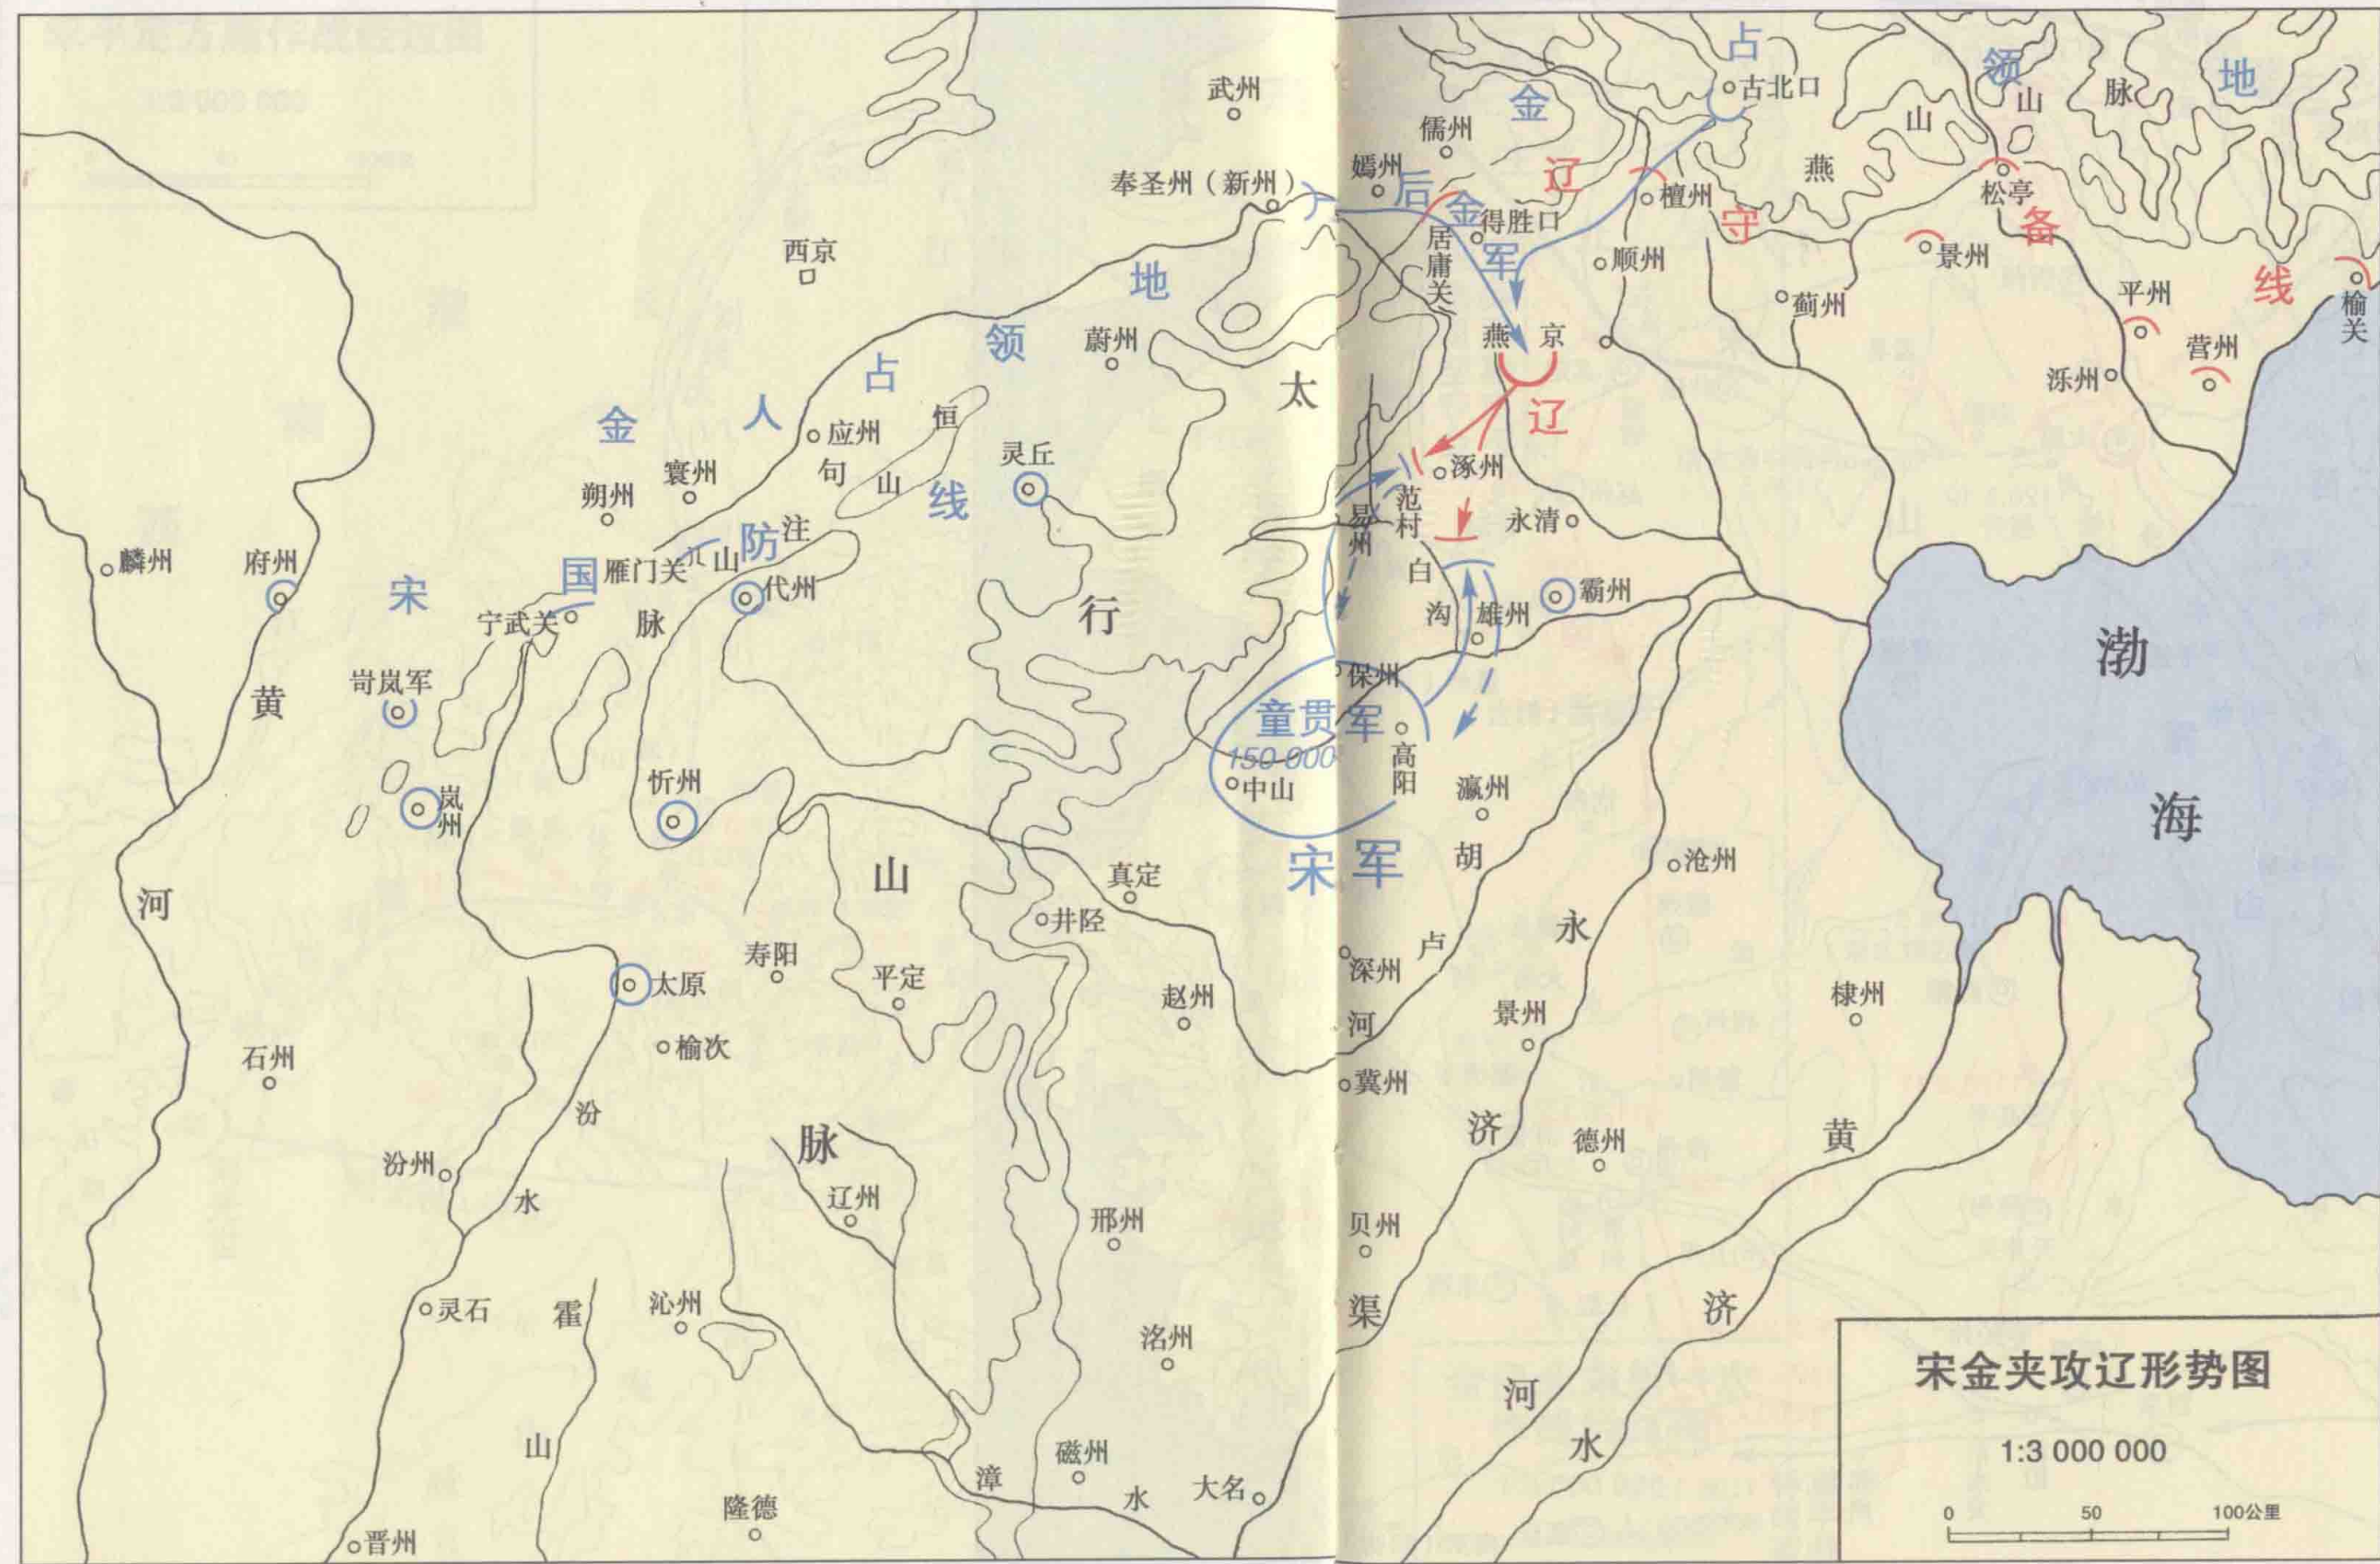 宋金夹攻辽形势图
1:3 000 000
0 50 100公里
金人占领地
金占领地
后金军
辽守备线
辽
宋国防线
童贯军
150 000
宋军
武州
奉圣州（新州）
西京
蔚州
应州
灵丘
寰州
朔州
恒山
句注山脉
雁门关
代州
宁武关
麟州
府州
岢岚军
岚州
忻州
太行山脉
黄河
太原
寿阳
平定
井陉
真定
赵州
榆次
石州
汾州
汾水
灵石
霍山
沁州
辽州
邢州
洺州
磁州
漳水
大名
隆德
晋州
儒州
妫州
得胜口
居庸关
古北口
檀州
顺州
燕山山脉
松亭
景州
蓟州
平州
营州
泺州
榆关
燕京
涿州
范村
易州
永清
白沟
雄州
霸州
保州
高阳
中山
瀛州
沧州
胡卢河
深州
冀州
景州
德州
棣州
贝州
永济渠
黄河
济水
渤海